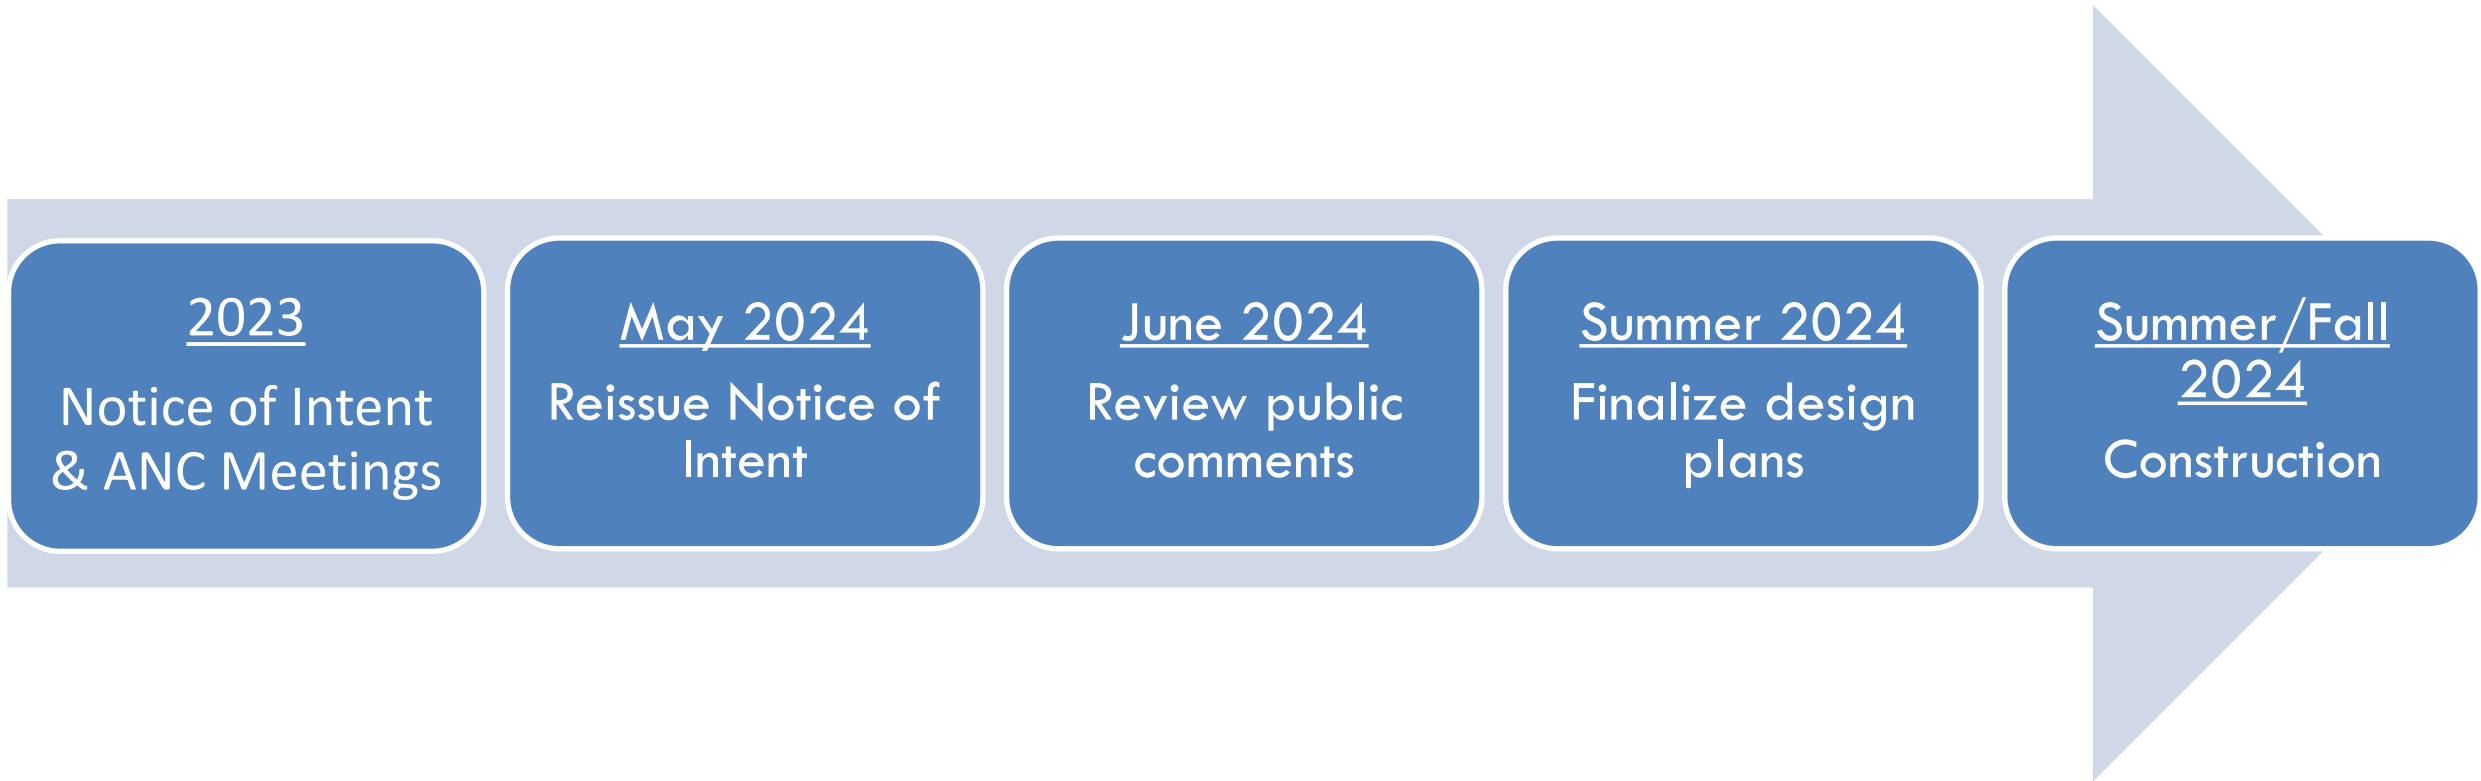 2023
Notice of Intent
& ANC Meetings
May 2024
Reissue Notice of
Intent
June 2024
Review public
comments
Summer 2024
Finalize design
plans
Summer/Fall
2024
Construction